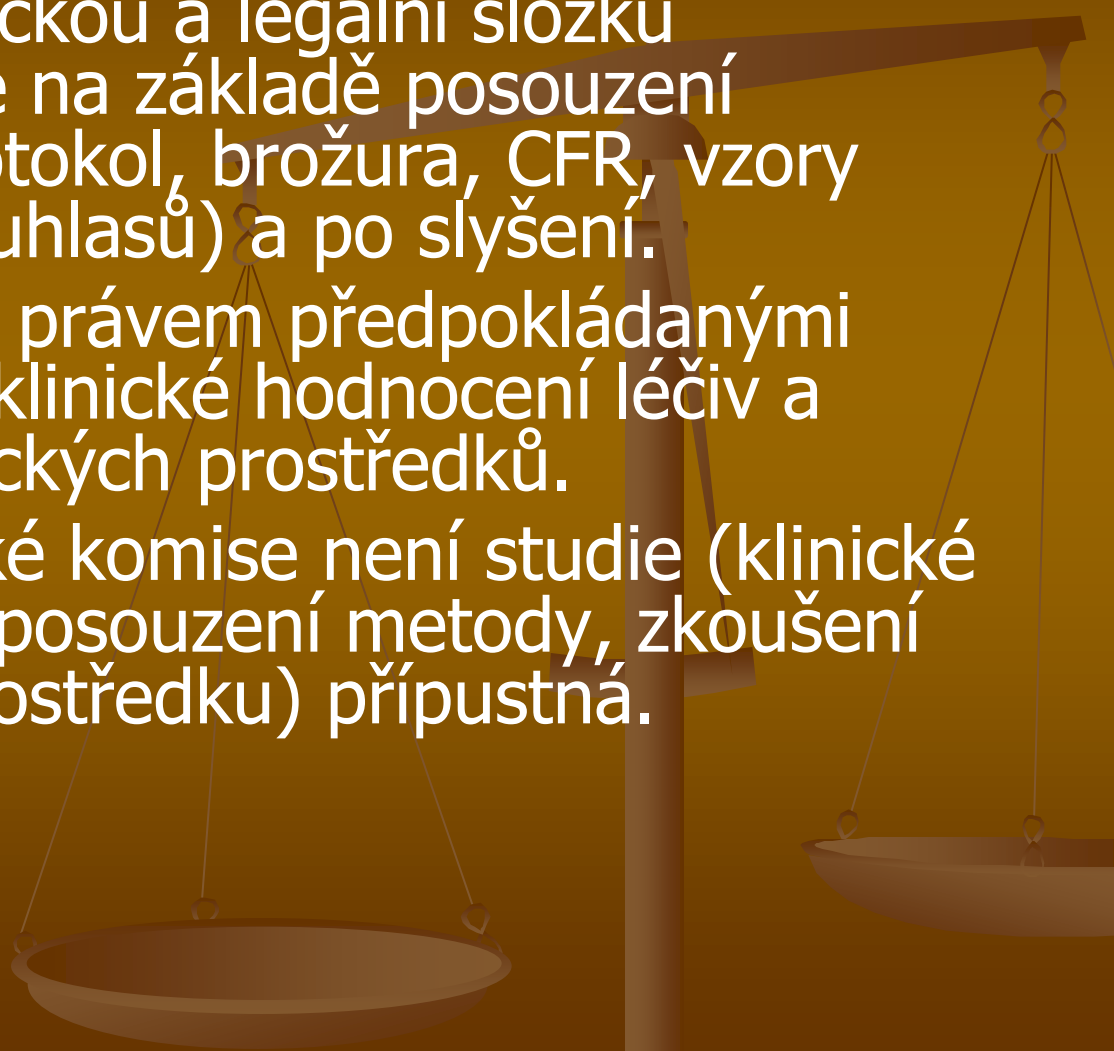 ckou a legální složku
e na základě posouzení
otokol, brožura, CFR, vzory
uhlasů) a po slyšení.
právem předpokládanými
klinické hodnocení léčiv a
ckých prostředků.
ké komise není studie (klinické
posouzení metody, zkoušení
ostředku) přípustná.